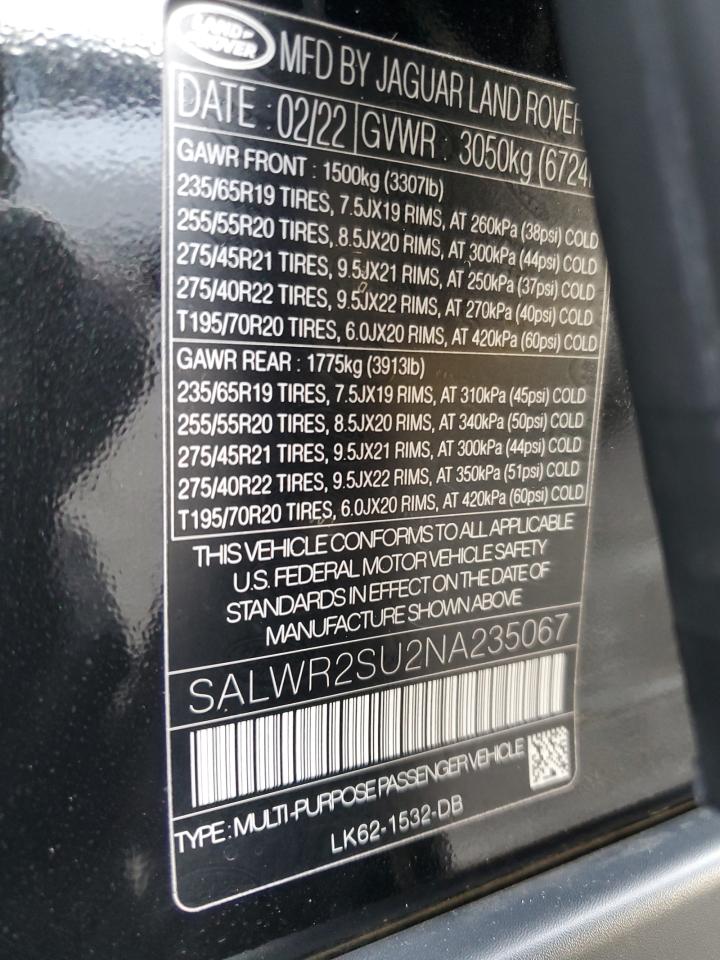 LAND ROVER
MFD BY JAGUAR LAND ROVER
DATE : 02/22 GVWR : 3050kg (6724
GAWR FRONT : 1500kg (3307lb)
235/65R19 TIRES, 7.5JX19 RIMS, AT 260kPa (38psi) COLD
255/55R20 TIRES, 8.5JX20 RIMS, AT 300kPa (44psi) COLD
275/45R21 TIRES, 9.5JX21 RIMS, AT 250kPa (37psi) COLD
275/40R22 TIRES, 9.5JX22 RIMS, AT 270kPa (40psi) COLD
T195/70R20 TIRES, 6.0JX20 RIMS, AT 420kPa (60psi) COLD
GAWR REAR : 1775kg (3913lb)
235/65R19 TIRES, 7.5JX19 RIMS, AT 310kPa (45psi) COLD
255/55R20 TIRES, 8.5JX20 RIMS, AT 340kPa (50psi) COLD
275/45R21 TIRES, 9.5JX21 RIMS, AT 300kPa (44psi) COLD
275/40R22 TIRES, 9.5JX22 RIMS, AT 350kPa (51psi) COLD
T195/70R20 TIRES, 6.0JX20 RIMS, AT 420kPa (60psi) COLD
THIS VEHICLE CONFORMS TO ALL APPLICABLE
U.S. FEDERAL MOTOR VEHICLE SAFETY
STANDARDS IN EFFECT ON THE DATE OF
MANUFACTURE SHOWN ABOVE
SALWR2SU2NA235067
TYPE : MULTI-PURPOSE PASSENGER VEHICLE
LK62-1532-DB